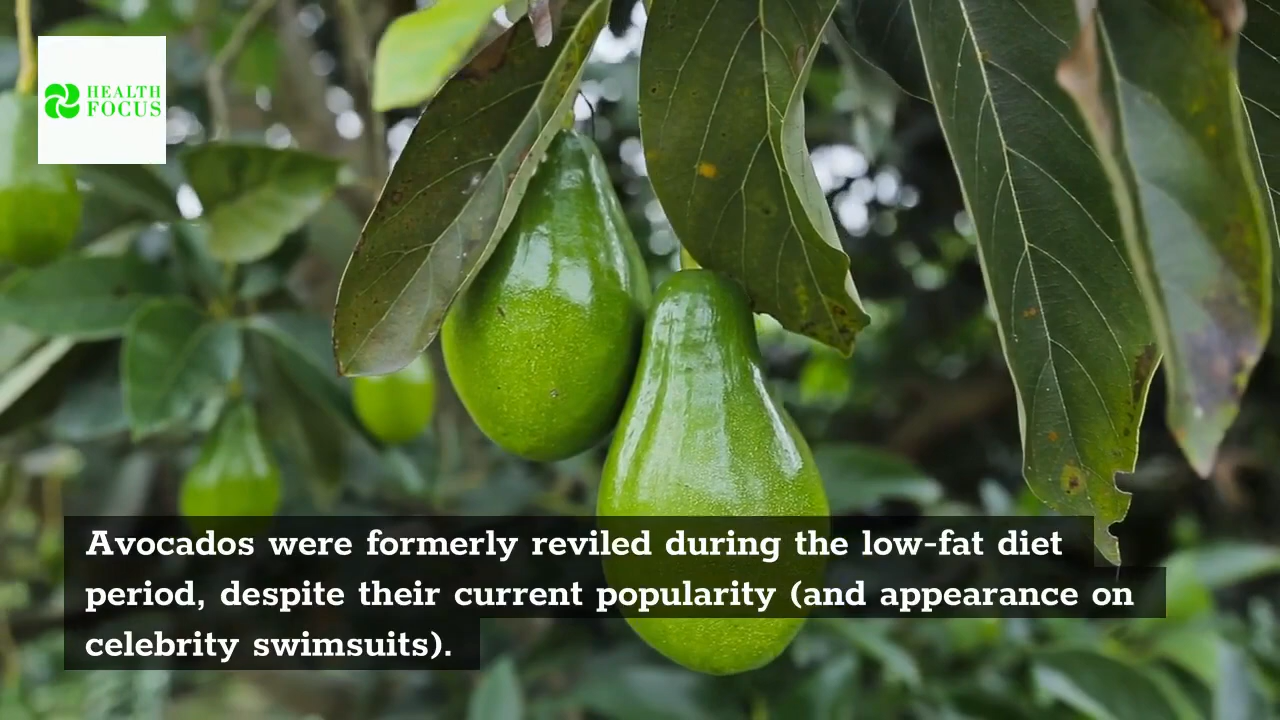 HEALTH
FOCUS
Avocados were formerly reviled during the low-fat diet
period, despite their current popularity (and appearance on
celebrity swimsuits).